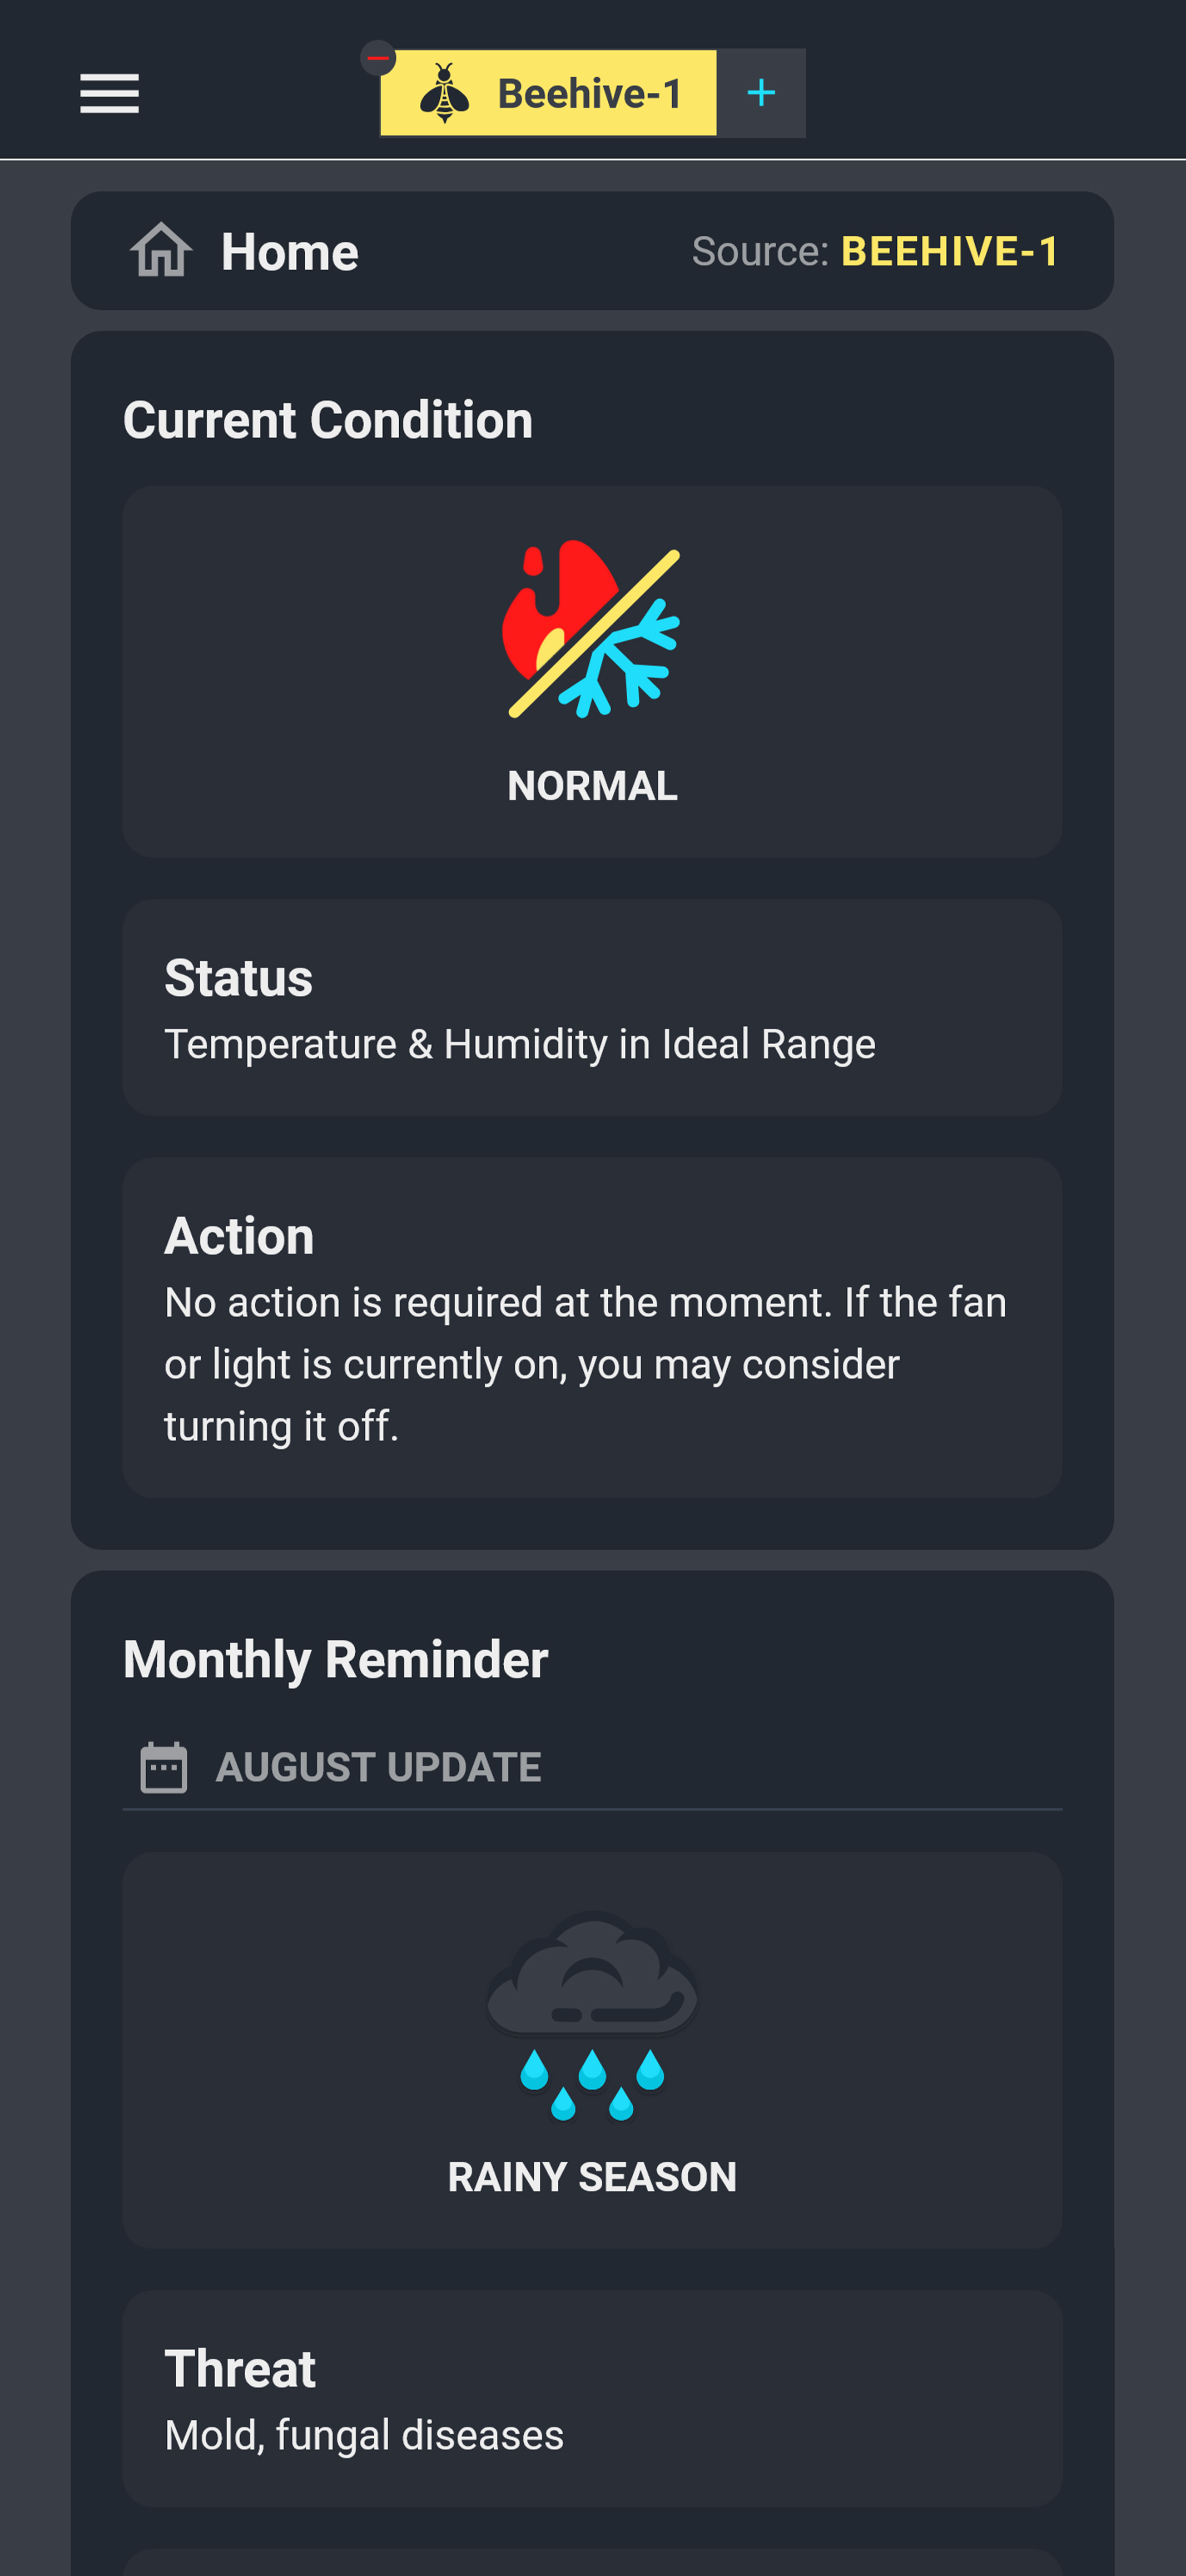 Beehive-1
Home
Source: BEEHIVE-1
Current Condition
NORMAL
Status
Temperature & Humidity in Ideal Range
Action
No action is required at the moment. If the fan
or light is currently on, you may consider
turning it off.
Monthly Reminder
AUGUST UPDATE
RAINY SEASON
Threat
Mold, fungal diseases